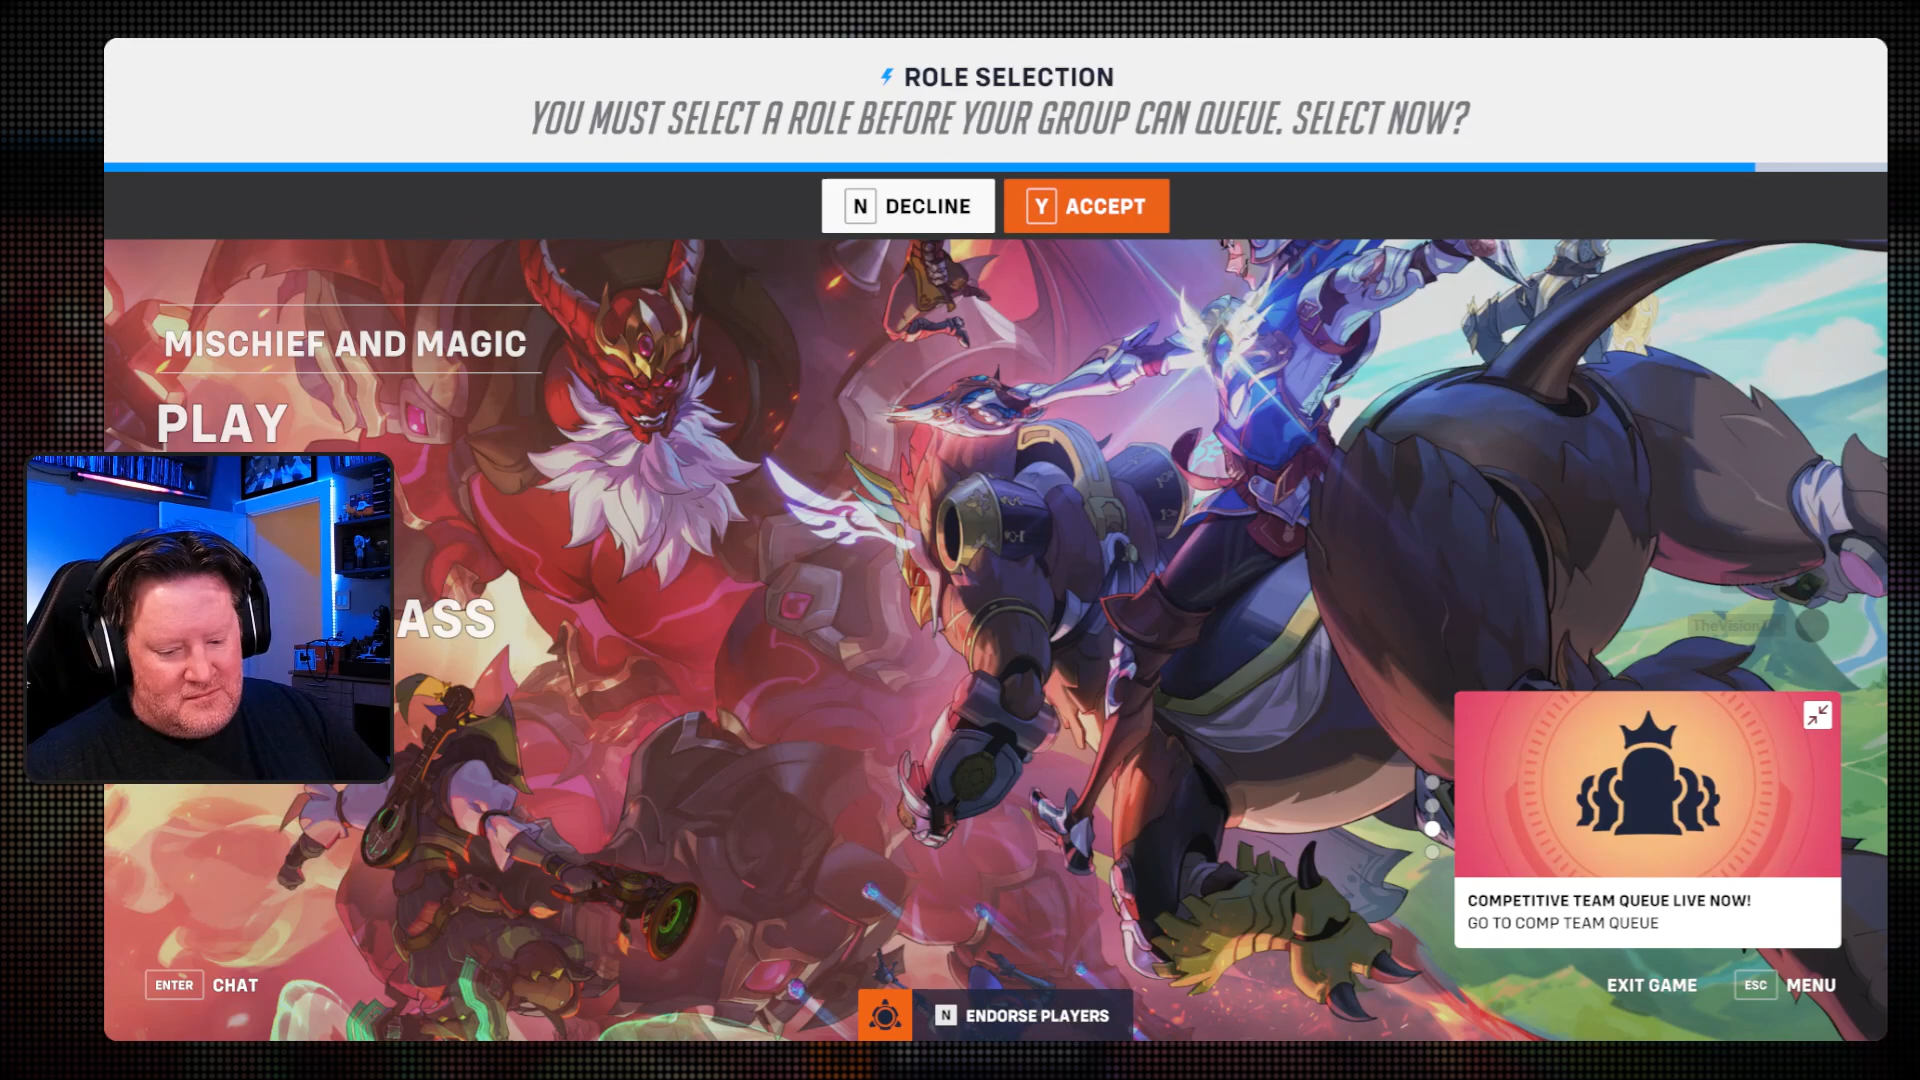 ROLE SELECTION
YOU MUST SELECT A ROLE BEFORE YOUR GROUP CAN QUEUE. SELECT NOW?
N DECLINE
Y ACCEPT
MISCHIEF AND MAGIC
PLAY
ASS
COMPETITIVE TEAM QUEUE LIVE NOW!
GO TO COMP TEAM QUEUE
ENTER CHAT
N ENDORSE PLAYERS
EXIT GAME
ESC MENU